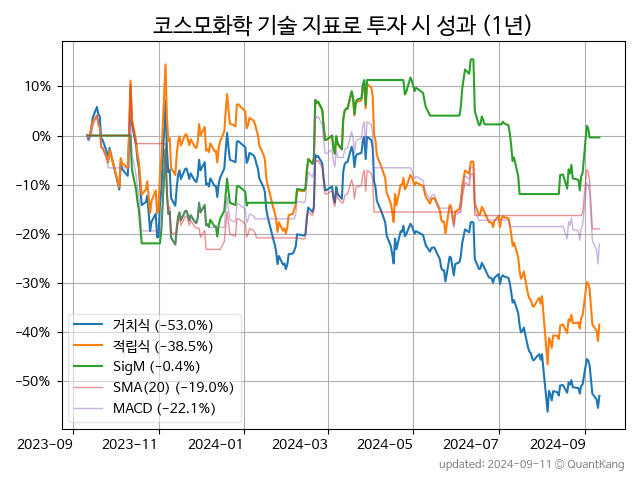 코스모화학 기술 지표로 투자 시 성과 (1년)
10%
0%
−10%
−20%
−30%
−40%
−50%
거치식 (−53.0%)
적립식 (−38.5%)
SigM (−0.4%)
SMA(20) (−19.0%)
MACD (−22.1%)
2023-09 2023-11 2024-01 2024-03 2024-05 2024-07 2024-09
updated: 2024-09-11 © QuantKang